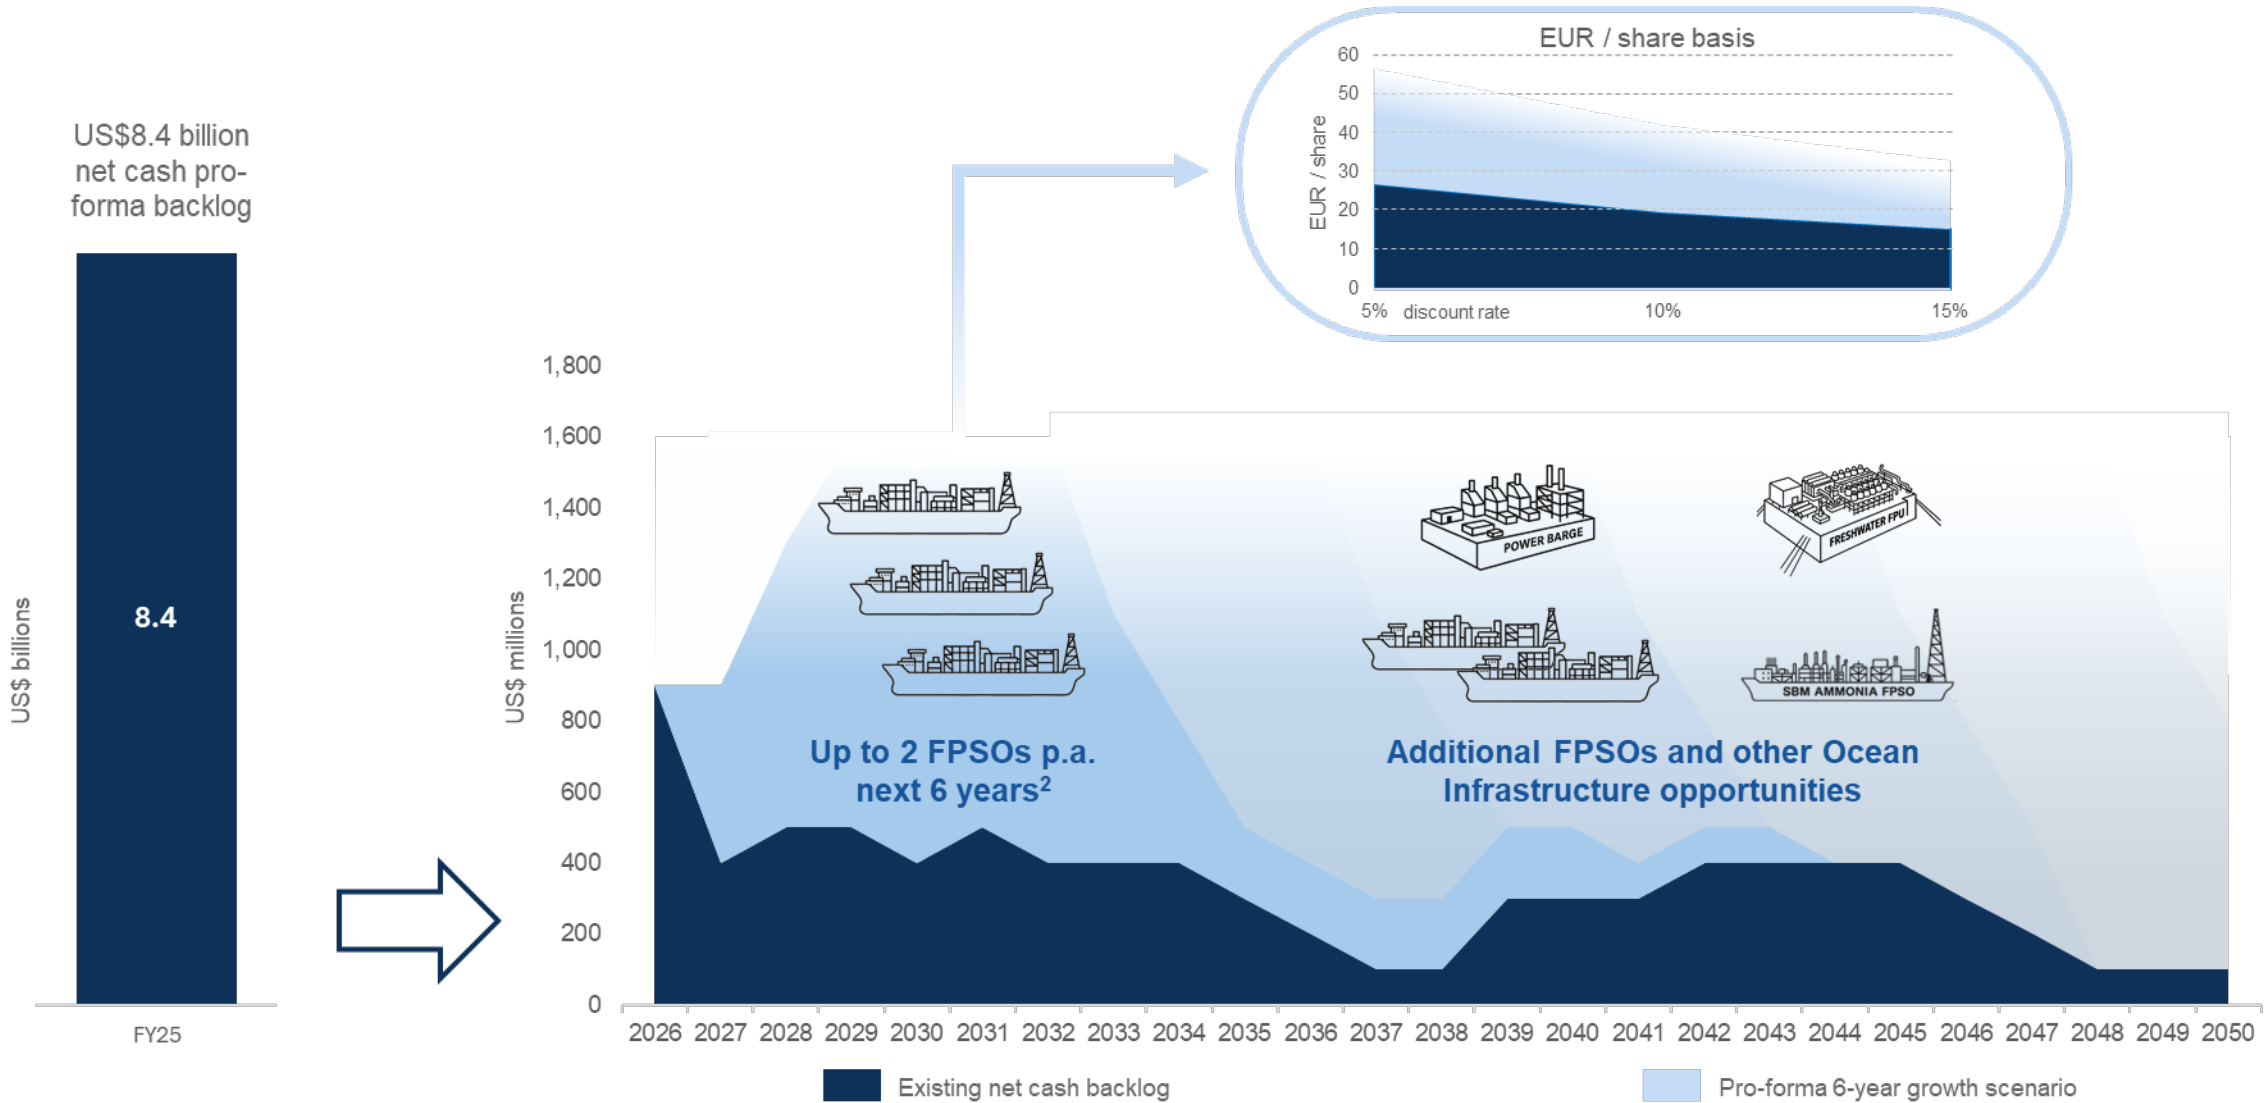 US$8.4 billion
net cash pro-
forma backlog
US$ billions
8.4
FY25
EUR / share basis
EUR / share
60
50
40
30
20
10
0
5% discount rate 10% 15%
US$ millions
1,800
1,600
1,400
1,200
1,000
800
600
400
200
0
POWER BARGE
FRESHWATER FPU
SBM AMMONIA FPSO
Up to 2 FPSOs p.a.
next 6 years²
Additional FPSOs and other Ocean
Infrastructure opportunities
2026 2027 2028 2029 2030 2031 2032 2033 2034 2035 2036 2037 2038 2039 2040 2041 2042 2043 2044 2045 2046 2047 2048 2049 2050
Existing net cash backlog
Pro-forma 6-year growth scenario